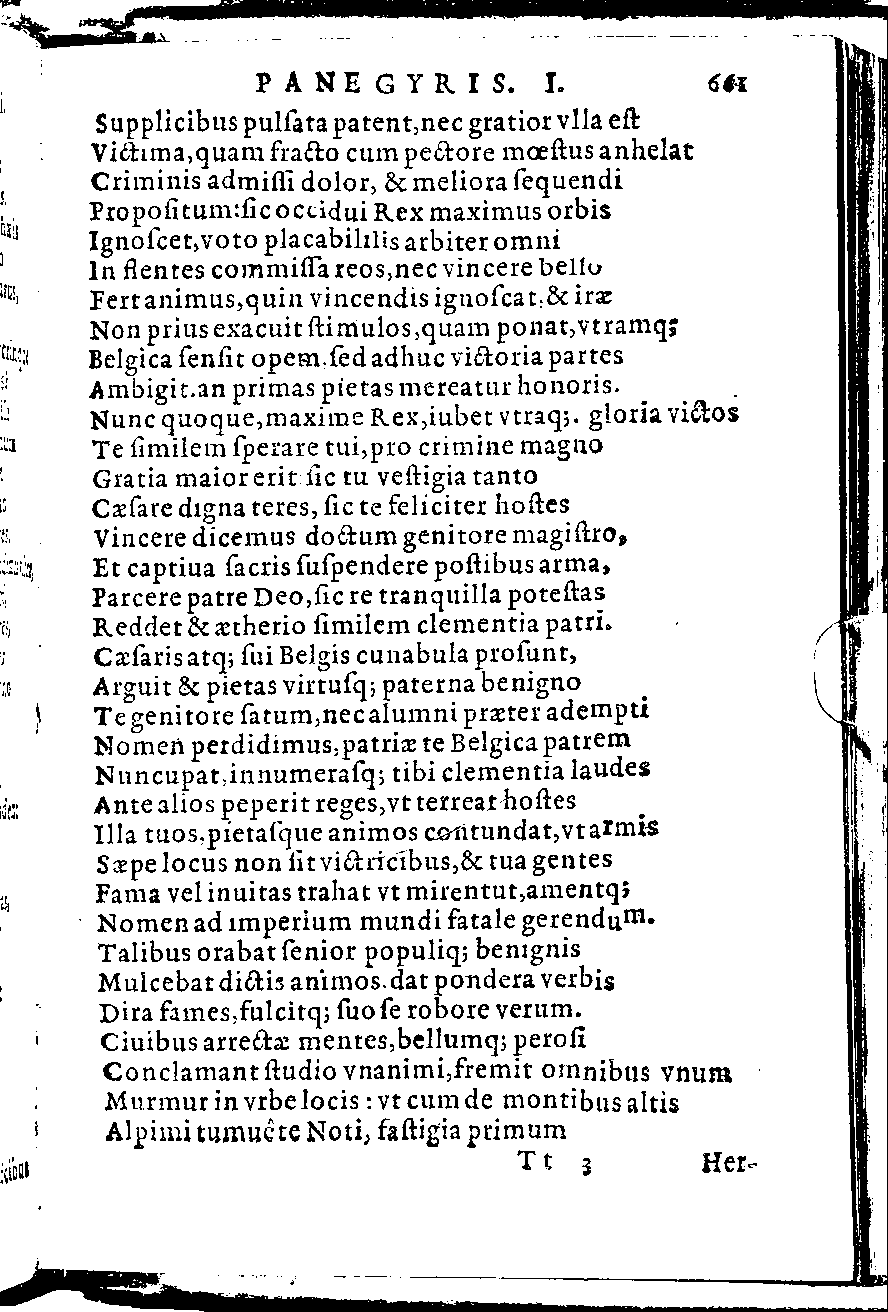 PANEGYRIS. I. 661
Supplicibus pulſata patent,nec gratior vlla eſt
Victima,quam fracto cum pectore mœſtus anhelat
Criminis admiſſi dolor, & meliora ſequendi
Propoſitum:ſic occidui Rex maximus orbis
Ignoſcet,voto placabililis arbiter omni
In flentes commiſſa reos,nec vincere bello
Fert animus,quin vincendis ignoſcat,& iræ
Non prius exacuit ſtimulos,quam ponat,vtramq;
Belgica ſenſit opem.ſed adhuc victoria partes
Ambigit.an primas pietas mereatur honoris.
Nunc quoque,maxime Rex,iubet vtraq;. gloria victos
Te ſimilem ſperare tui,pro crimine magno
Gratia maior erit ſic tu veſtigia tanto
Cæſare digna teres, ſic te feliciter hoſtes
Vincere dicemus doctum genitore magiſtro,
Et captiua ſacris ſuſpendere poſtibus arma,
Parcere patre Deo,ſic re tranquilla poteſtas
Reddet & ætherio ſimilem clementia patri.
Cæſaris atq; ſui Belgis cunabula proſunt,
Arguit & pietas virtuſq; paterna benigno
Te genitore ſatum,nec alumni præter adempti
Nomen perdidimus,patriæ te Belgica patrem
Nuncupat,innumeraſq; tibi clementia laudes
Ante alios peperit reges,vt terreat hoſtes
Illa tuos,pietaſque animos contundat,vt armis
Sæpe locus non ſit victricibus,& tua gentes
Fama vel inuitas trahat vt mirentut,amentq;
Nomen ad imperium mundi fatale gerendum.
Talibus orabat ſenior populiq; benignis
Mulcebat dictis animos.dat pondera verbis
Dira fames,fulcitq; ſuo ſe robore verum.
Ciuibus arrectæ mentes,bellumq; peroſi
Conclamant ſtudio vnanimi,fremit omnibus vnum
Murmur in vrbe locis : vt cum de montibus altis
Alpimi tumuête Noti, faſtigia primum
Tt 3 Her-